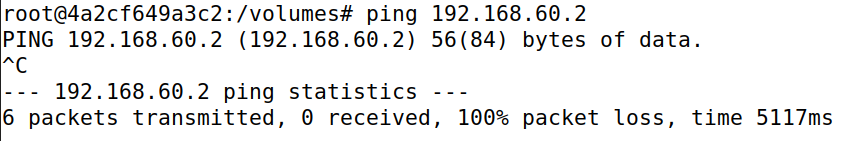 root@4a2cf649a3c2:/volumes# ping 192.168.60.2
PING 192.168.60.2 (192.168.60.2) 56(84) bytes of data.
^C
--- 192.168.60.2 ping statistics ---
6 packets transmitted, 0 received, 100% packet loss, time 5117ms